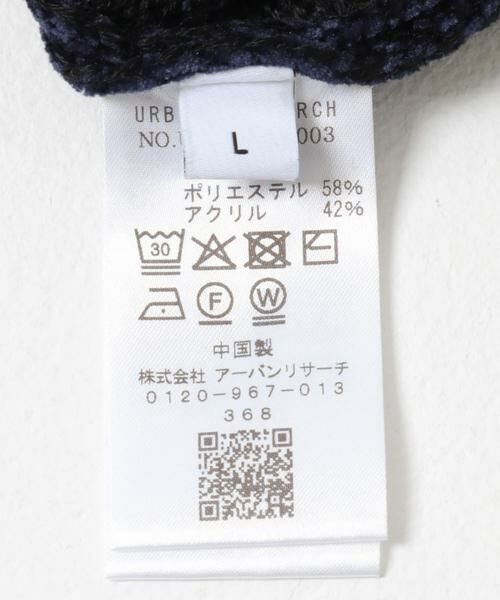 URB RCH
NO. 003
L
ポリエステル 58%
アクリル 42%
30
F W
中国製
株式会社 アーバンリサーチ
0120-967-013
368